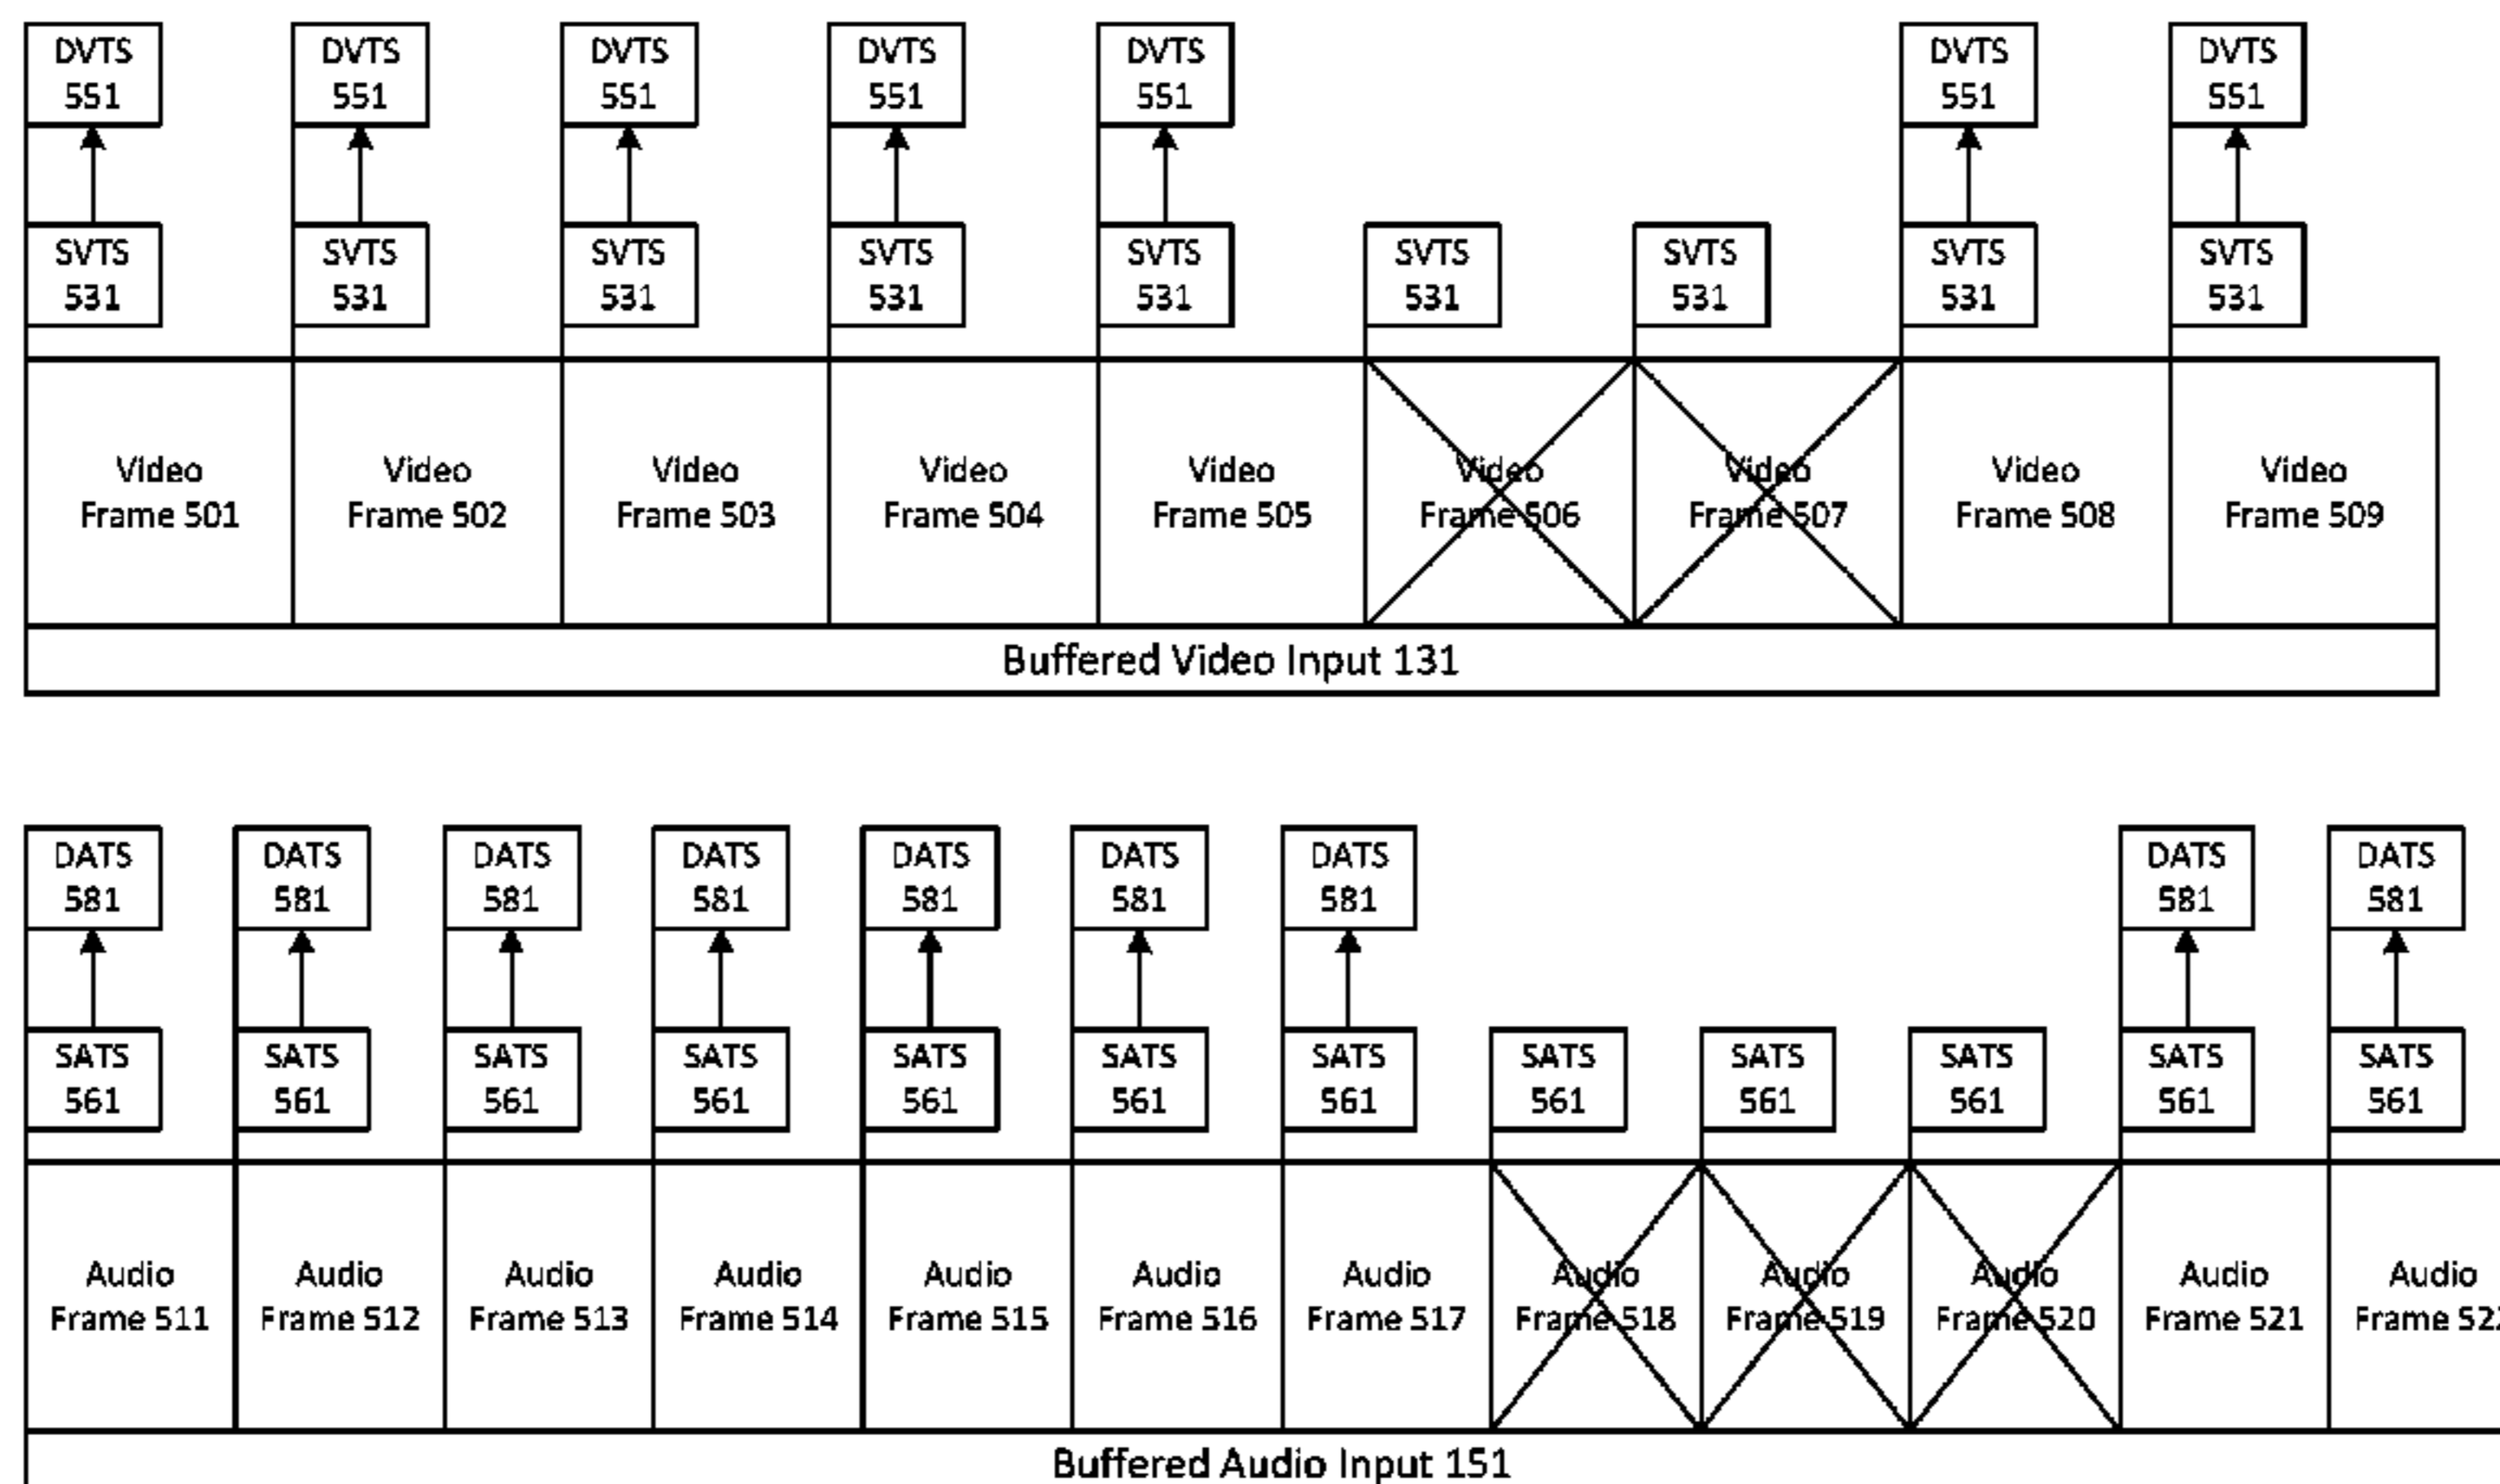 DVTS DVTS DVTS DVTS DVTS DVTS DVTS
551 551 551 551 551 551 551
SVTS SVTS SVTS SVTS SVTS SVTS SVTS SVTS SVTS
531 531 531 531 531 531 531 531 531
Video Video Video Video Video Video Video Video Video
Frame 501 Frame 502 Frame 503 Frame 504 Frame 505 Frame 506 Frame 507 Frame 508 Frame 509
Buffered Video Input 131
DATS DATS DATS DATS DATS DATS DATS DATS DATS
581 581 581 581 581 581 581 581 581
SATS SATS SATS SATS SATS SATS SATS SATS SATS SATS SATS SATS
561 561 561 561 561 561 561 561 561 561 561 561
Audio Audio Audio Audio Audio Audio Audio Audio Audio Audio Audio Audio
Frame 511 Frame 512 Frame 513 Frame 514 Frame 515 Frame 516 Frame 517 Frame 518 Frame 519 Frame 520 Frame 521 Frame
Buffered Audio Input 151